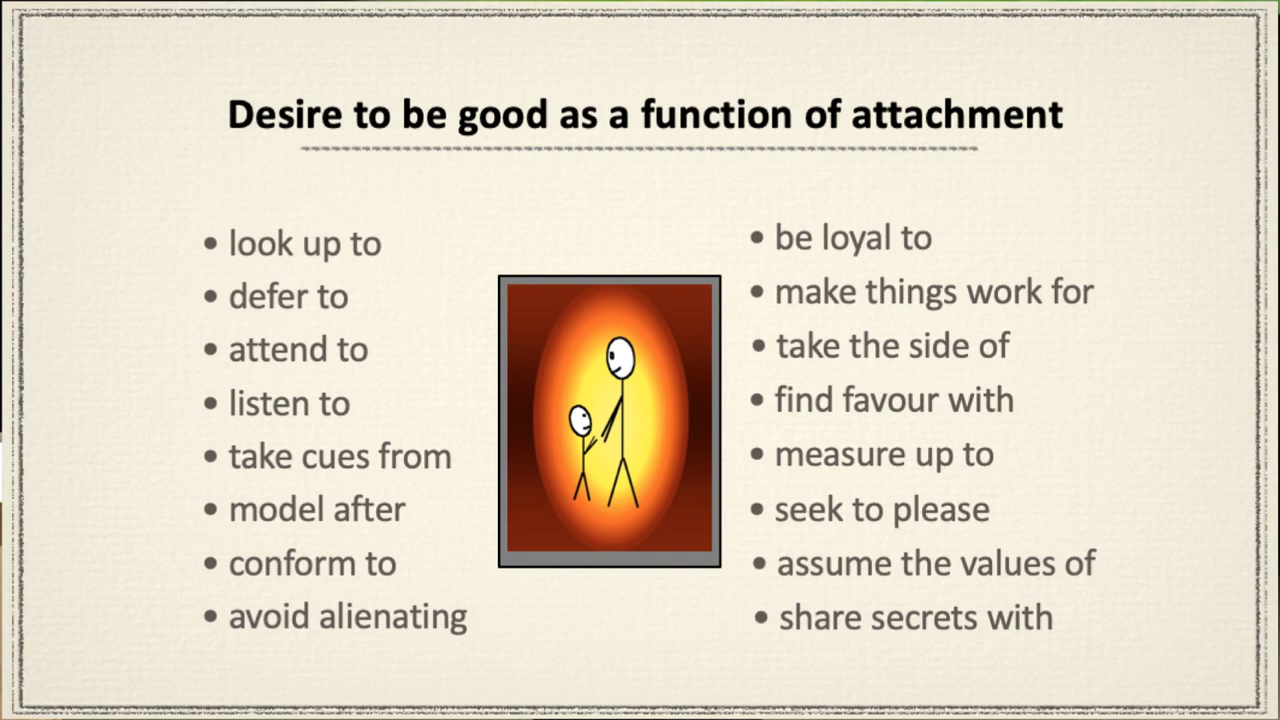 Desire to be good as a function of attachment
• look up to
• defer to
• attend to
• listen to
• take cues from
• model after
• conform to
• avoid alienating
• be loyal to
• make things work for
• take the side of
• find favour with
• measure up to
• seek to please
• assume the values of
• share secrets with